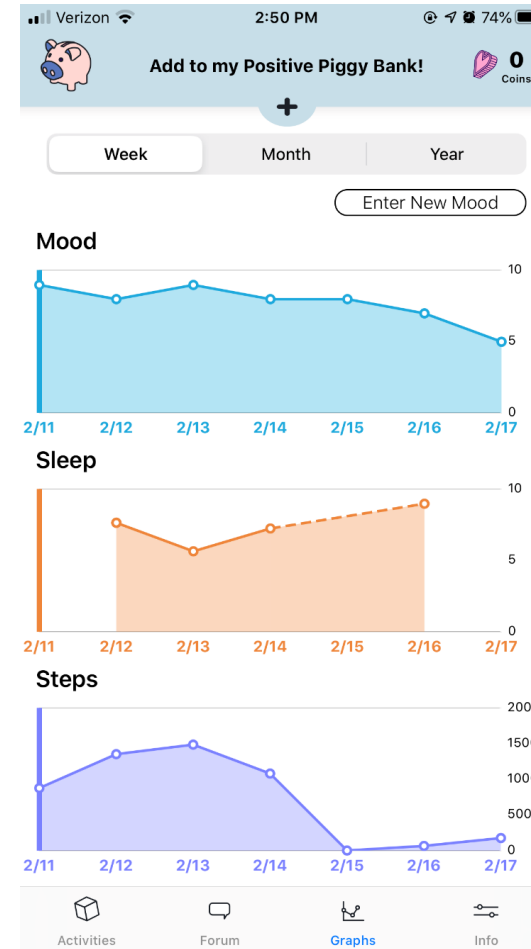 Verizon 2:50 PM 74%
Add to my Positive Piggy Bank!
0
Coins
+
Week Month Year
Enter New Mood
Mood
10
5
0
2/11 2/12 2/13 2/14 2/15 2/16 2/17
Sleep
10
5
0
2/11 2/12 2/13 2/14 2/15 2/16 2/17
Steps
200
150
100
500
0
2/11 2/12 2/13 2/14 2/15 2/16 2/17
Activities Forum Graphs Info